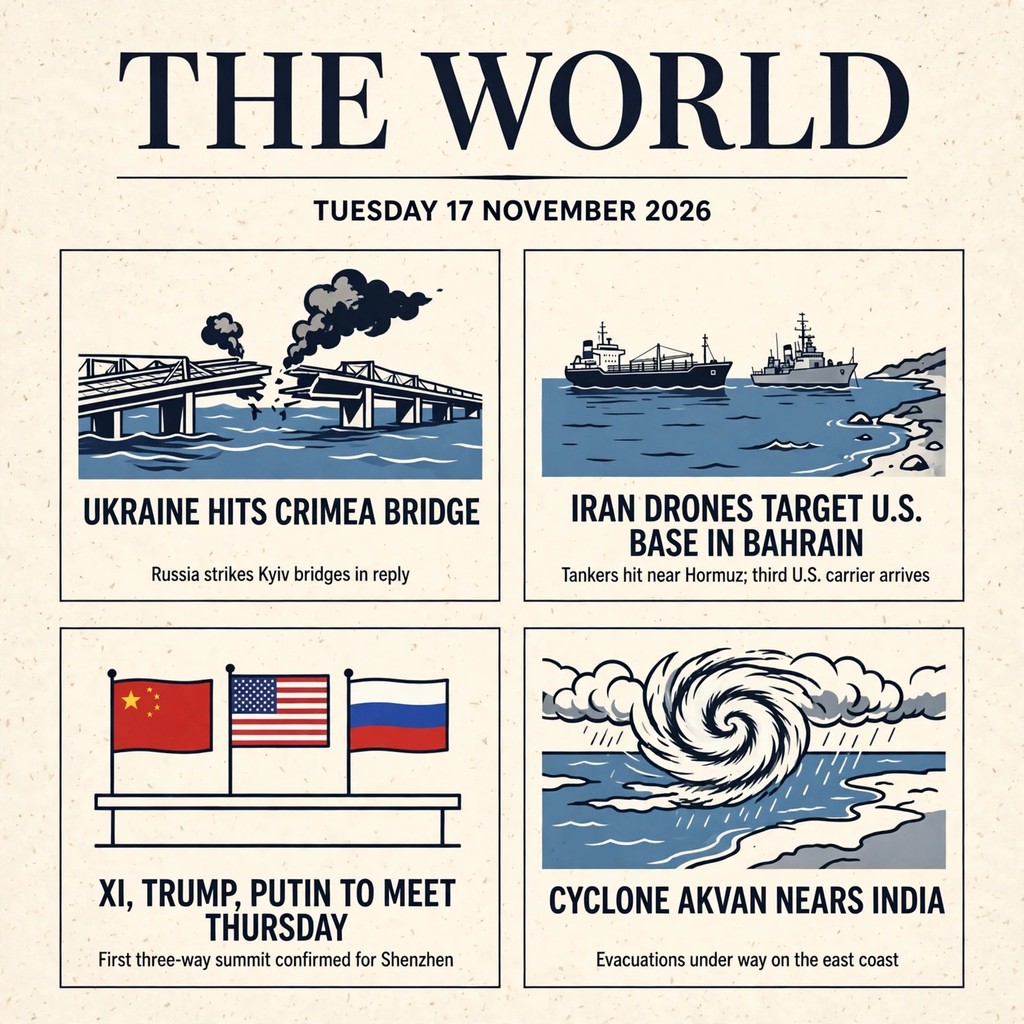 THE WORLD
TUESDAY 17 NOVEMBER 2026
UKRAINE HITS CRIMEA BRIDGE
Russia strikes Kyiv bridges in reply
IRAN DRONES TARGET U.S.
BASE IN BAHRAIN
Tankers hit near Hormuz; third U.S. carrier arrives
XI, TRUMP, PUTIN TO MEET
THURSDAY
First three-way summit confirmed for Shenzhen
CYCLONE AKVAN NEARS INDIA
Evacuations under way on the east coast